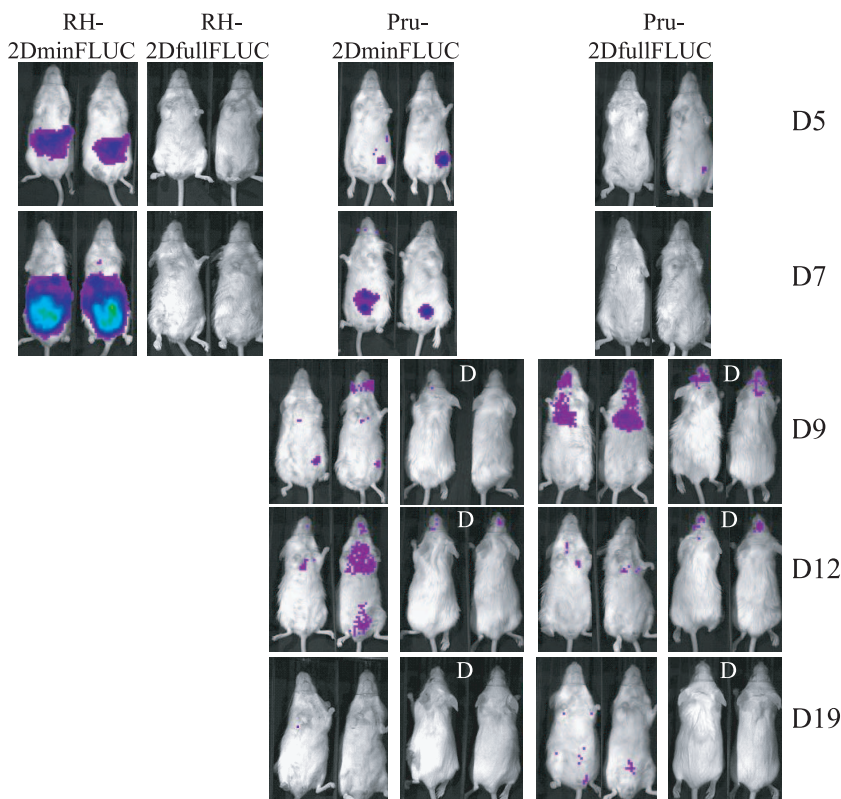 RH-
2DminFLUC
RH-
2DfullFLUC
Pru-
2DminFLUC
Pru-
2DfullFLUC
D5
D7
D
D
D9
D
D
D12
D
D
D19